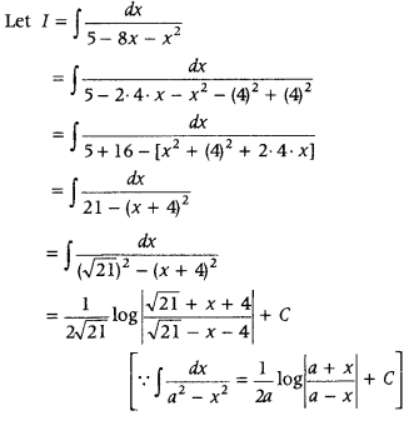 Let I = ∫ dx / (5 – 8x – x²)
= ∫ dx / (5 – 2·4·x – x² – (4)² + (4)²)
= ∫ dx / (5 + 16 – [x² + (4)² + 2·4·x])
= ∫ dx / (21 – (x + 4)²)
= ∫ dx / ((√21)² – (x + 4)²)
= 1/(2√21) log |(√21 + x + 4)/(√21 – x – 4)| + C
[∵ ∫ dx / (a² – x²) = 1/(2a) log |(a + x)/(a – x)| + C]